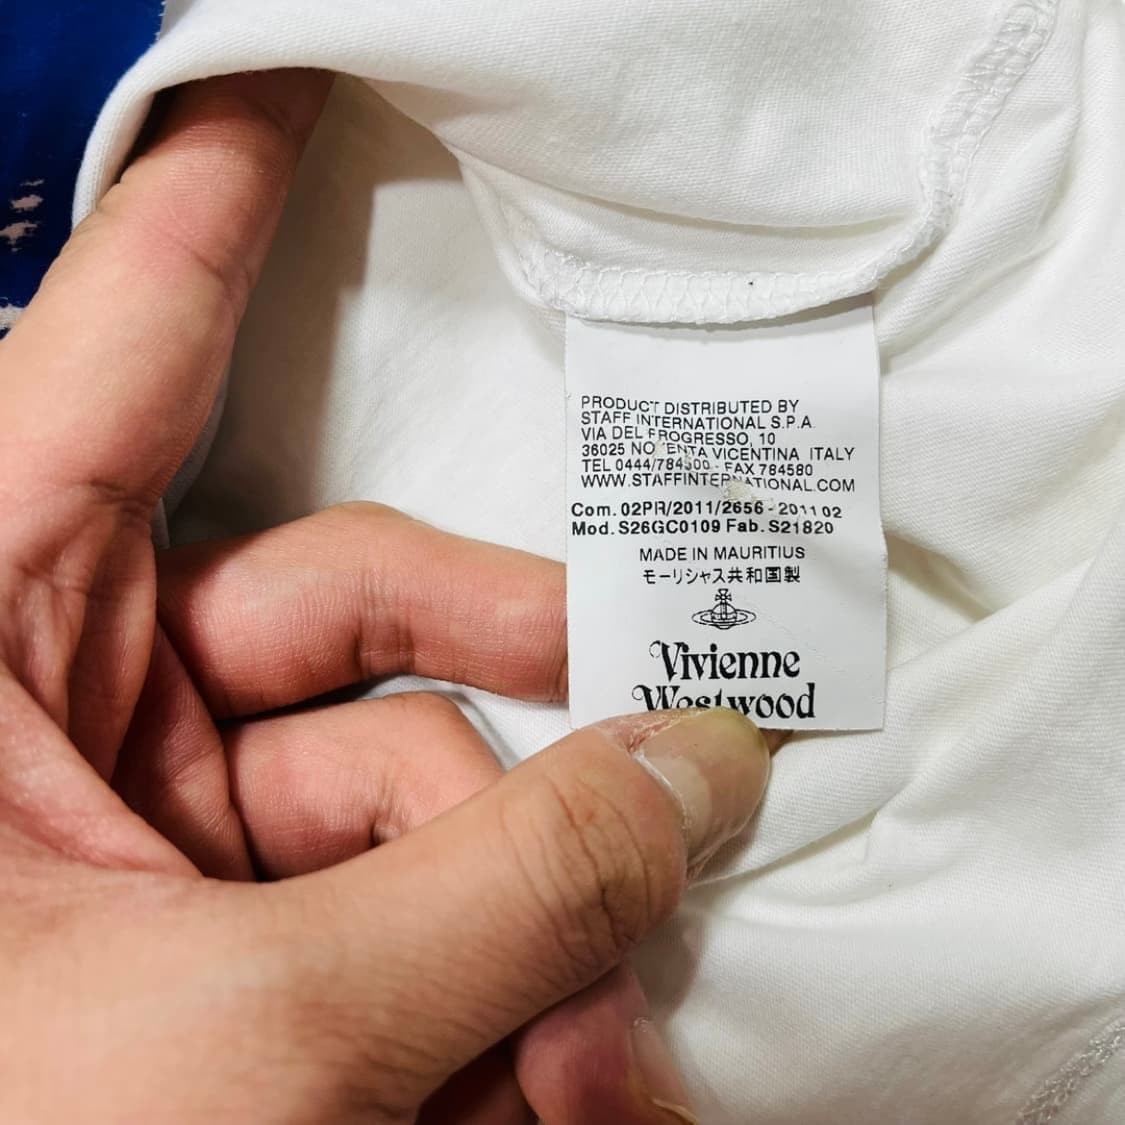 PRODUCT DISTRIBUTED BY
STAFF INTERNATIONAL S.P.A.
VIA DEL PROGRESSO, 10
36025 NOVENTA VICENTINA ITALY
TEL 0444/784500 - FAX 784580
WWW.STAFFINTERNATIONAL.COM
Com. 02PR/2011/2656 - 2011 02
Mod. S26GC0109 Fab. S21820
MADE IN MAURITIUS
モーリシャス共和国製
Vivienne
Westwood